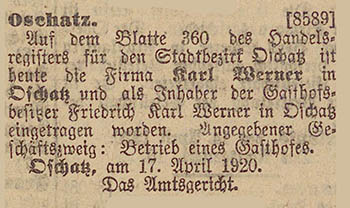 Oschatz. [8589]
Auf dem Blatte 360 des Handels-
registers für den Stadtbezirk Oschatz ist
heute die Firma Karl Werner in
Oschatz und als Inhaber der Gasthofs-
besitzer Friedrich Karl Werner in Oschatz
eingetragen worden. Angegebener Ge-
schäftszweig: Betrieb eines Gasthofes.
Oschatz, am 17. April 1920.
Das Amtsgericht.